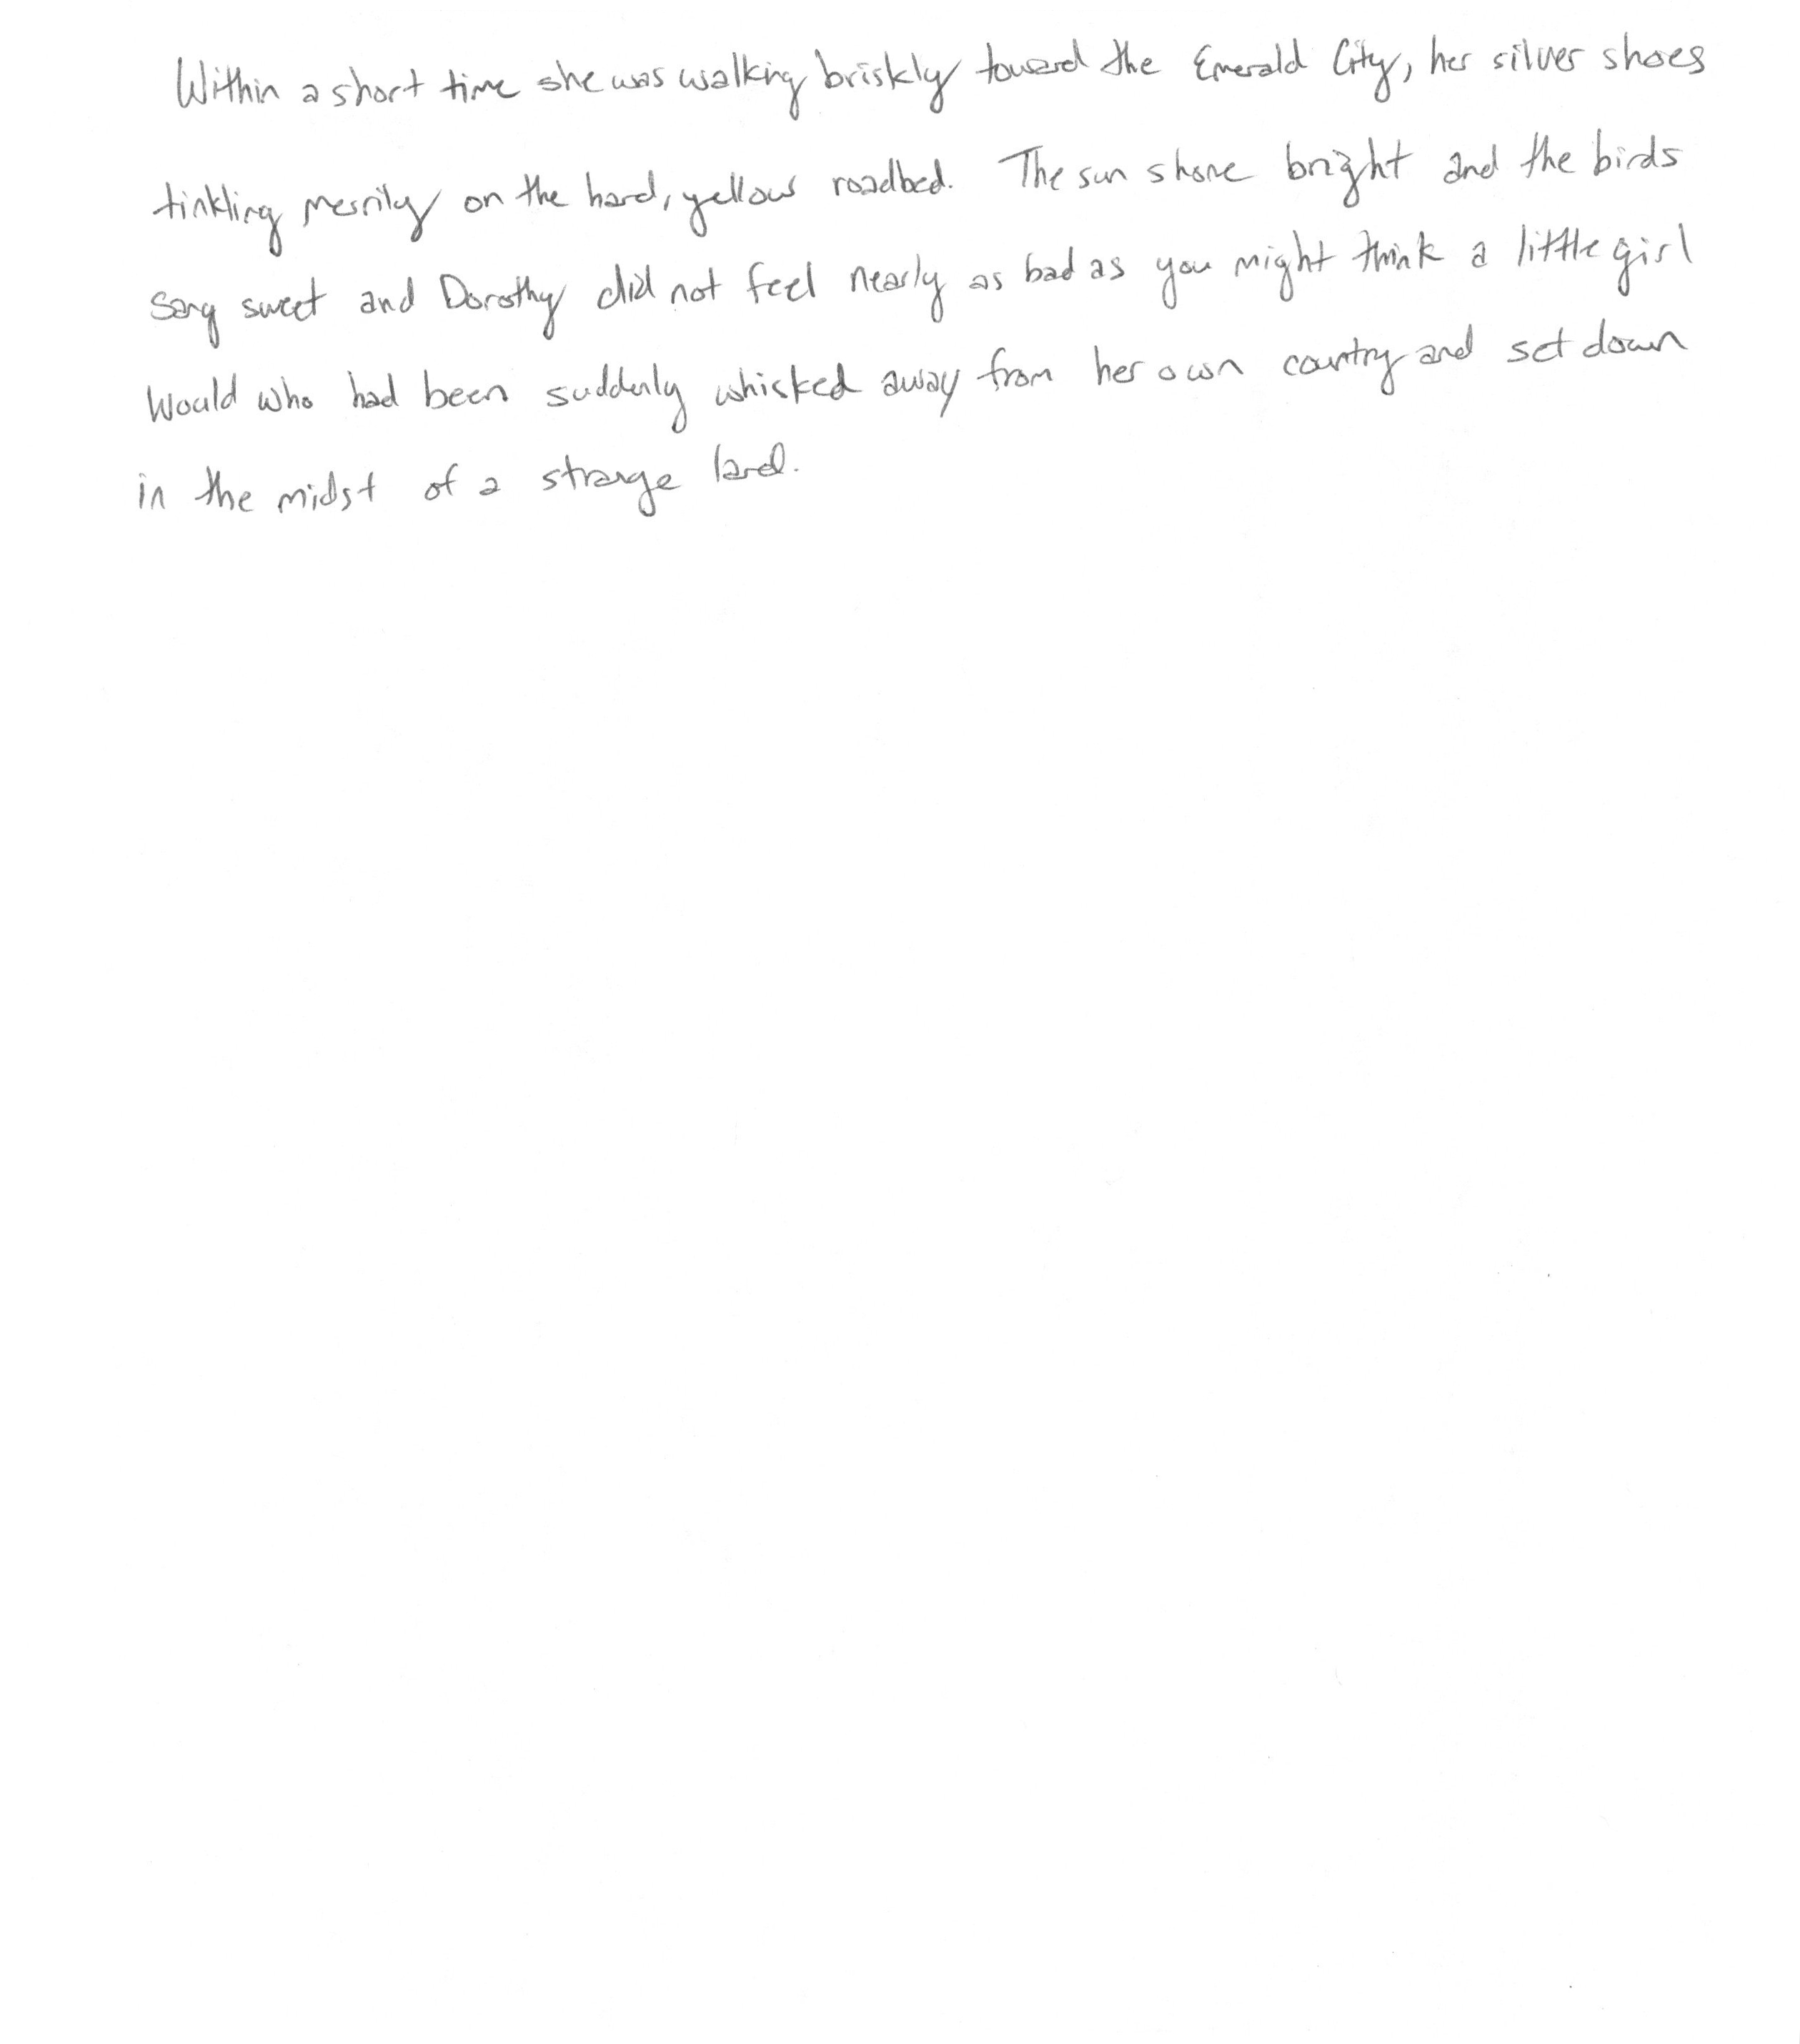 Within a short time she was walking briskly toward the Emerald City, her silver shoes
tinkling merrily on the hard, yellow roadbed. The sun shone bright and the birds
sang sweet and Dorothy did not feel nearly as bad as you might think a little girl
would who had been suddenly whisked away from her own country and set down
in the midst of a strange land.